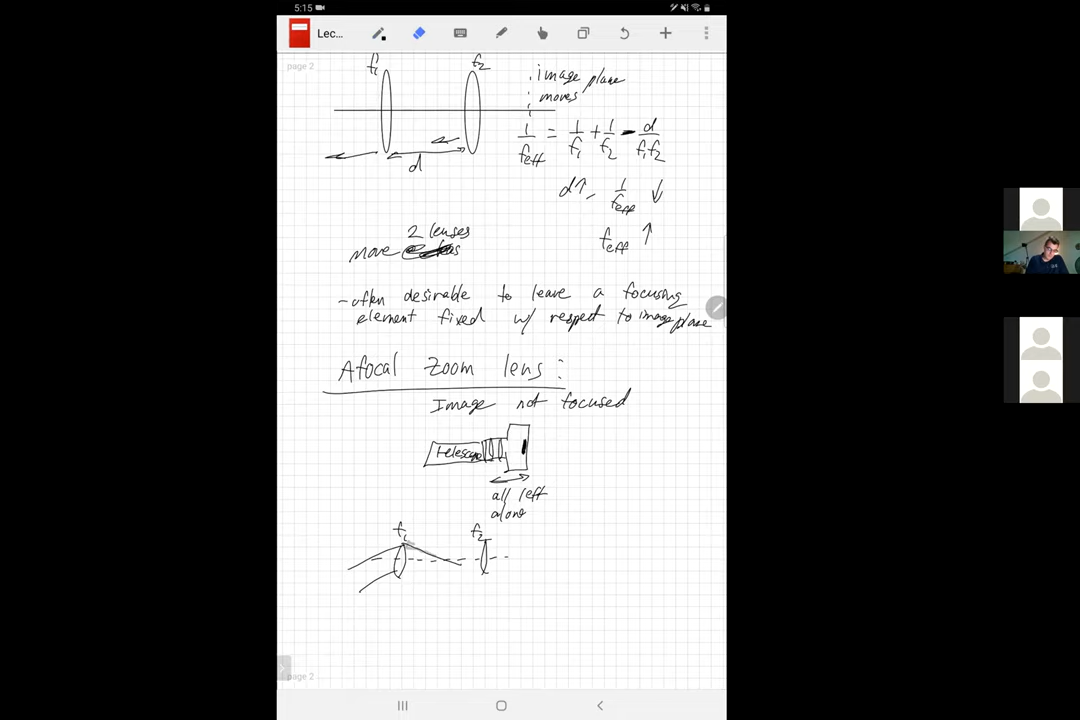 5:15
Lec...
page 2
f1
f2
image plane
moves
1/feff = 1/f1 + 1/f2 - d/f1f2
d
d↑, 1/feff ↓
feff ↑
2 lenses
move
- often desirable to leave a focusing
element fixed w/ respect to image plane
Afocal zoom lens:
Image not focused
telescope
all left
alone
f1
f2
page 2